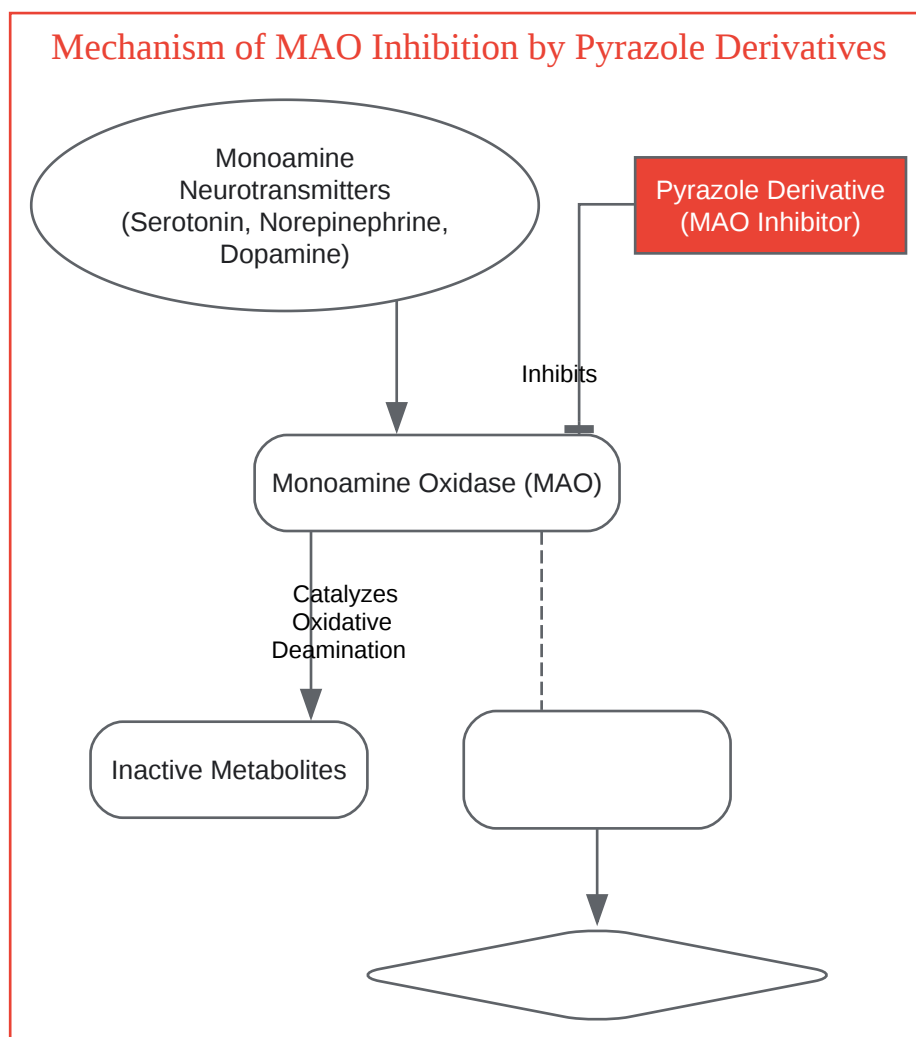 Mechanism of MAO Inhibition by Pyrazole Derivatives
Monoamine
Neurotransmitters
(Serotonin, Norepinephrine,
Dopamine)
Pyrazole Derivative
(MAO Inhibitor)
Inhibits
Monoamine Oxidase (MAO)
Catalyzes
Oxidative
Deamination
Inactive Metabolites